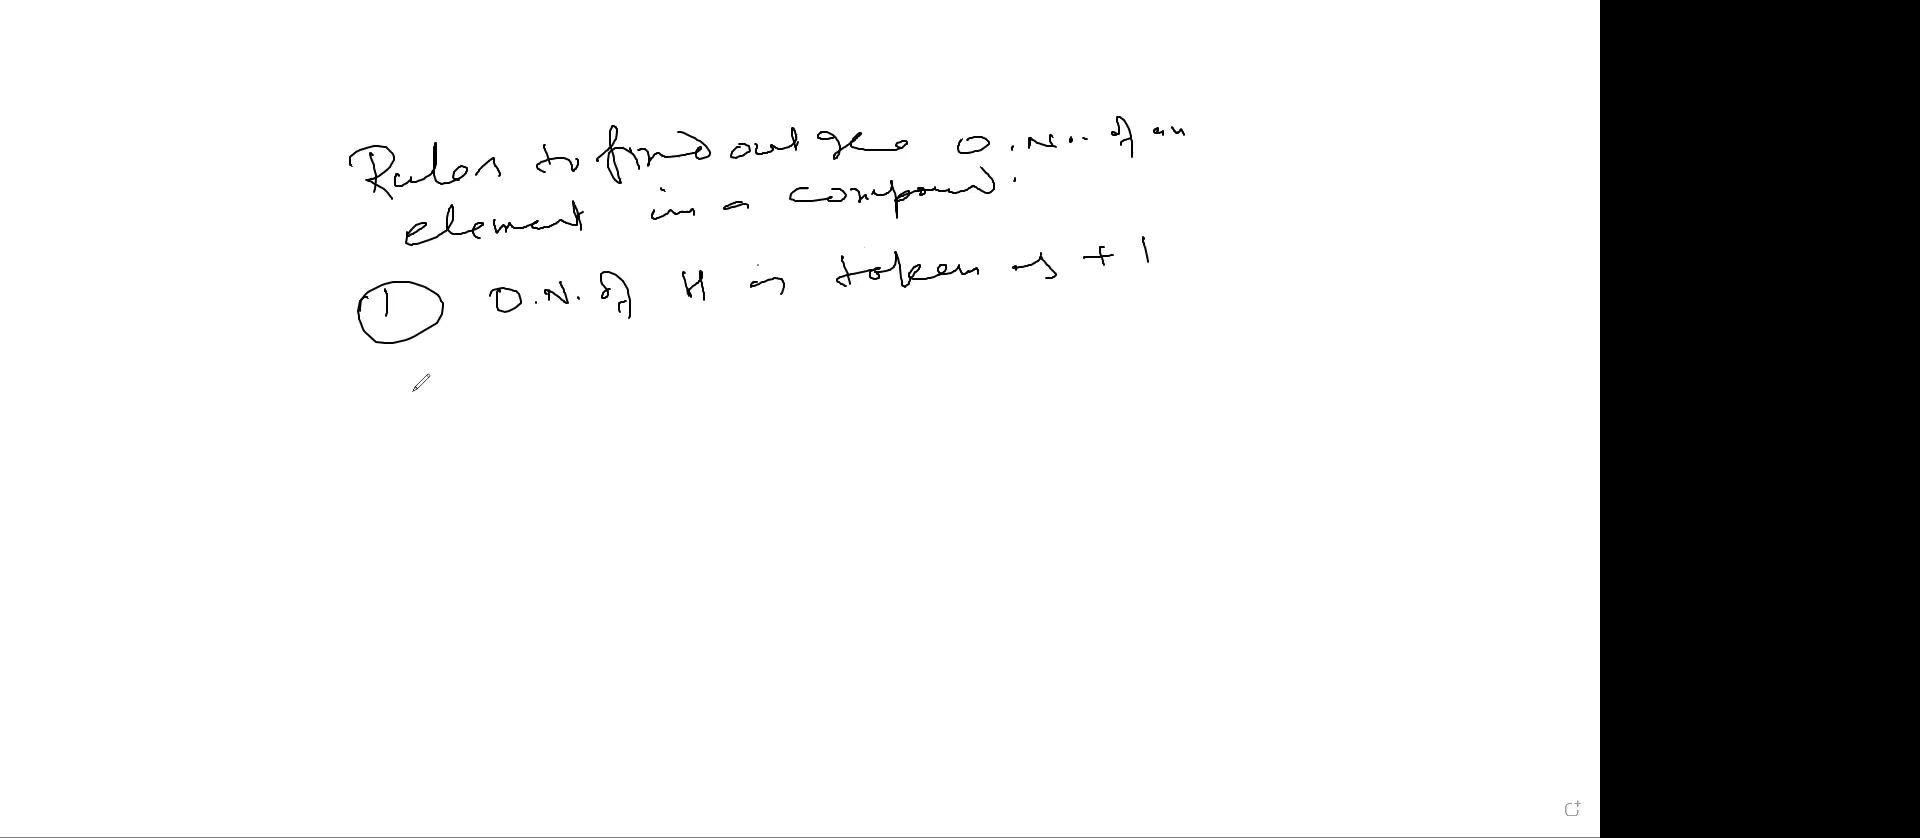 Rules to find out the O.N. of an
element in a compound.
① O.N. of H is taken as +1